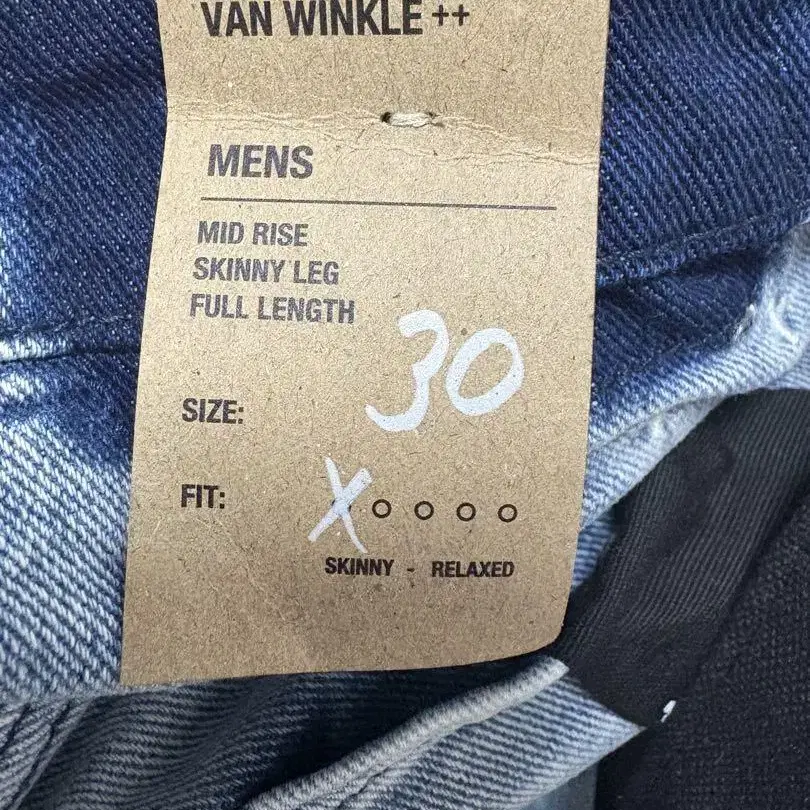 VAN WINKLE ++
MENS
MID RISE
SKINNY LEG
FULL LENGTH
SIZE: 30
FIT: X
SKINNY - RELAXED